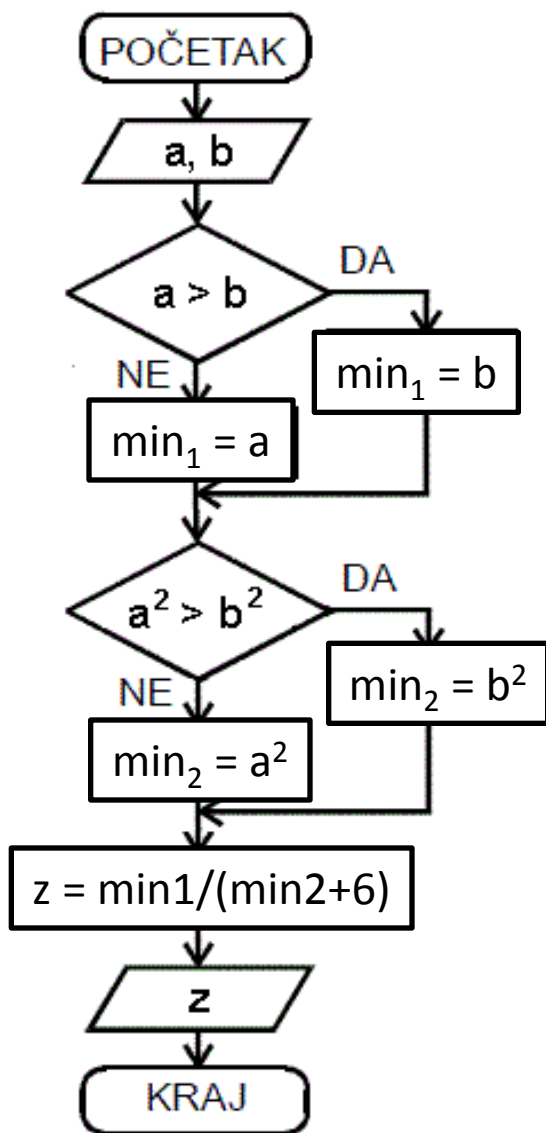 POČETAK
a, b
a > b
DA
NE
min₁ = b
min₁ = a
a² > b²
DA
NE
min₂ = b²
min₂ = a²
z = min1/(min2+6)
z
KRAJ